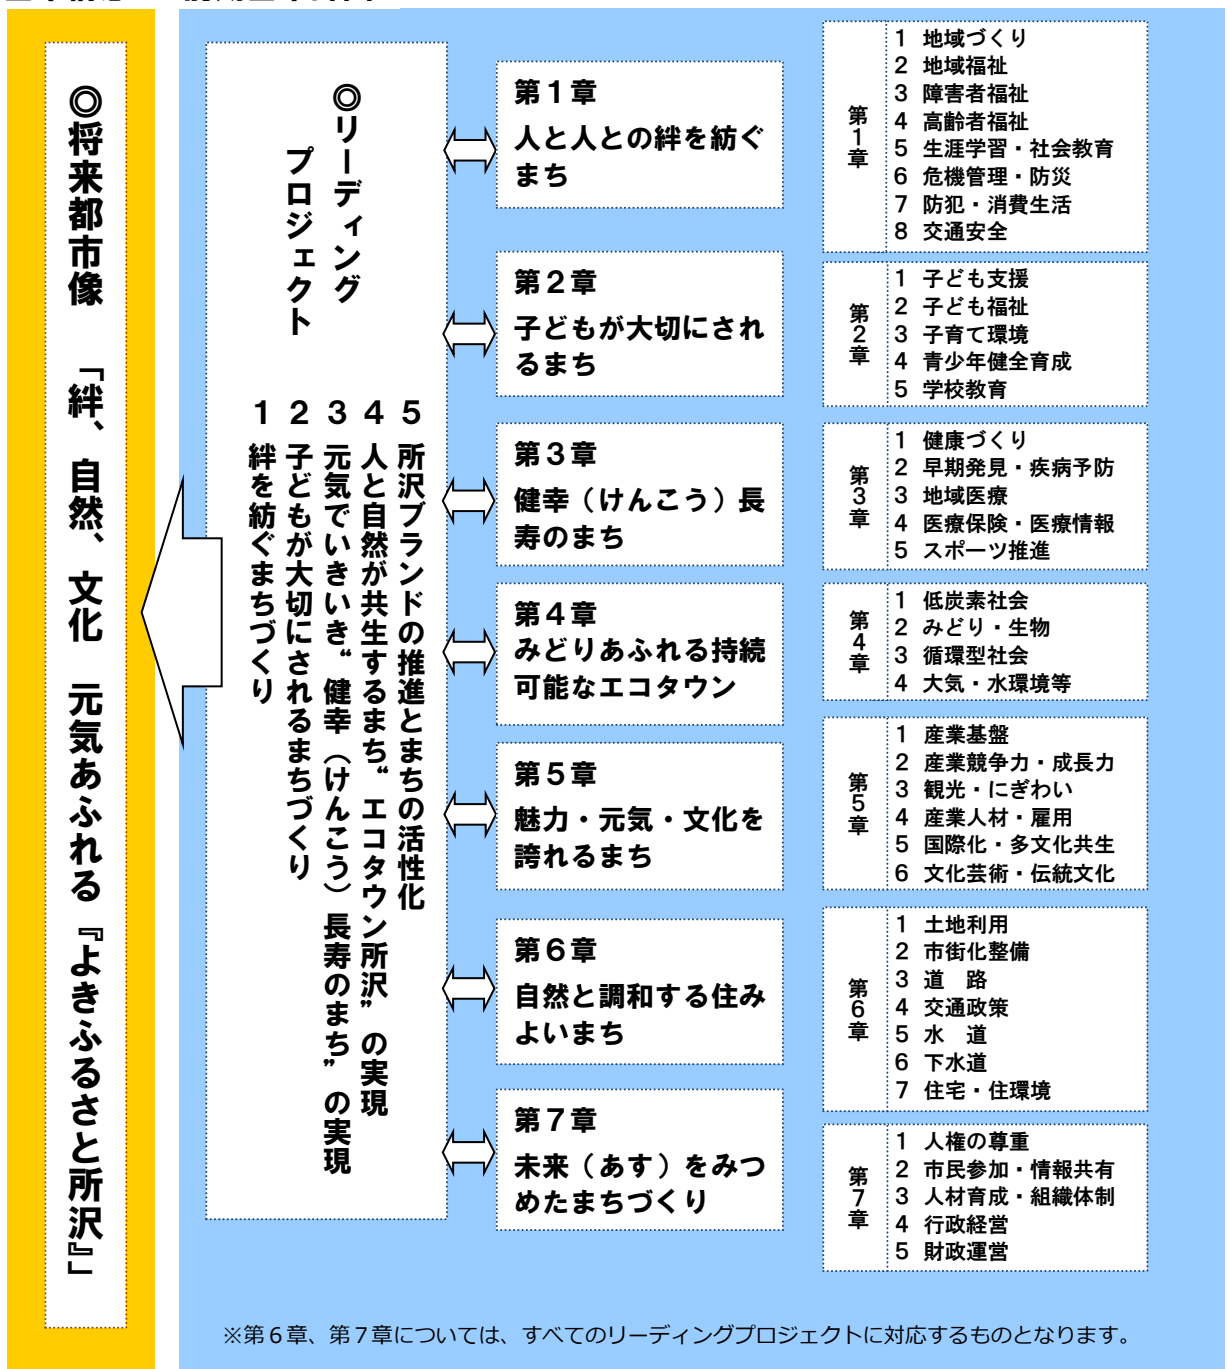 ◎将来都市像　「絆、自然、文化　元気あふれる『よきふるさと所沢』」
◎リーディング
プロジェクト
1 絆を紡ぐまちづくり
2 子どもが大切にされるまちづくり
3 元気でいきいき“健幸（けんこう）長寿のまち”の実現
4 人と自然が共生するまち“エコタウン所沢”の実現
5 所沢ブランドの推進とまちの活性化
第１章
人と人との絆を紡ぐ
まち
第２章
子どもが大切にされ
るまち
第３章
健幸（けんこう）長
寿のまち
第４章
みどりあふれる持続
可能なエコタウン
第５章
魅力・元気・文化を
誇れるまち
第６章
自然と調和する住み
よいまち
第７章
未来（あす）をみつ
めたまちづくり
第1章
1 地域づくり
2 地域福祉
3 障害者福祉
4 高齢者福祉
5 生涯学習・社会教育
6 危機管理・防災
7 防犯・消費生活
8 交通安全
第2章
1 子ども支援
2 子ども福祉
3 子育て環境
4 青少年健全育成
5 学校教育
第3章
1 健康づくり
2 早期発見・疾病予防
3 地域医療
4 医療保険・医療情報
5 スポーツ推進
第4章
1 低炭素社会
2 みどり・生物
3 循環型社会
4 大気・水環境等
第5章
1 産業基盤
2 産業競争力・成長力
3 観光・にぎわい
4 産業人材・雇用
5 国際化・多文化共生
6 文化芸術・伝統文化
第6章
1 土地利用
2 市街化整備
3 道　路
4 交通政策
5 水　道
6 下水道
7 住宅・住環境
第7章
1 人権の尊重
2 市民参加・情報共有
3 人材育成・組織体制
4 行政経営
5 財政運営
※第６章、第７章については、すべてのリーディングプロジェクトに対応するものとなります。